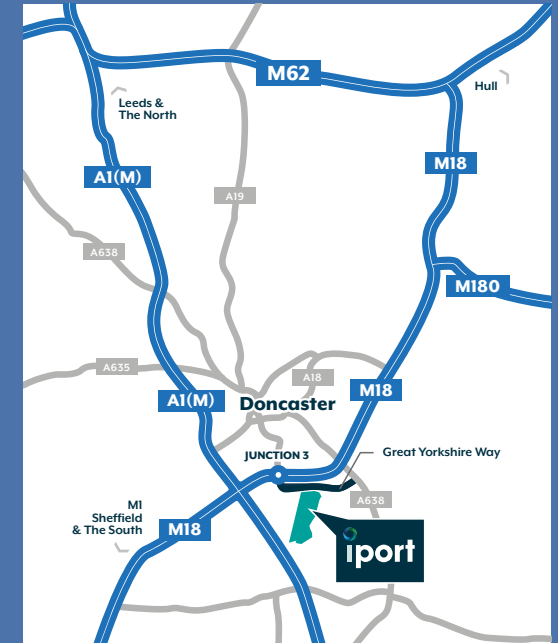 M62
Hull
Leeds &
The North
M18
A1(M)
A19
A638
M180
A635
A18
M18
A1(M)
Doncaster
JUNCTION 3
Great Yorkshire Way
A638
M1
Sheffield
& The South
M18
iport